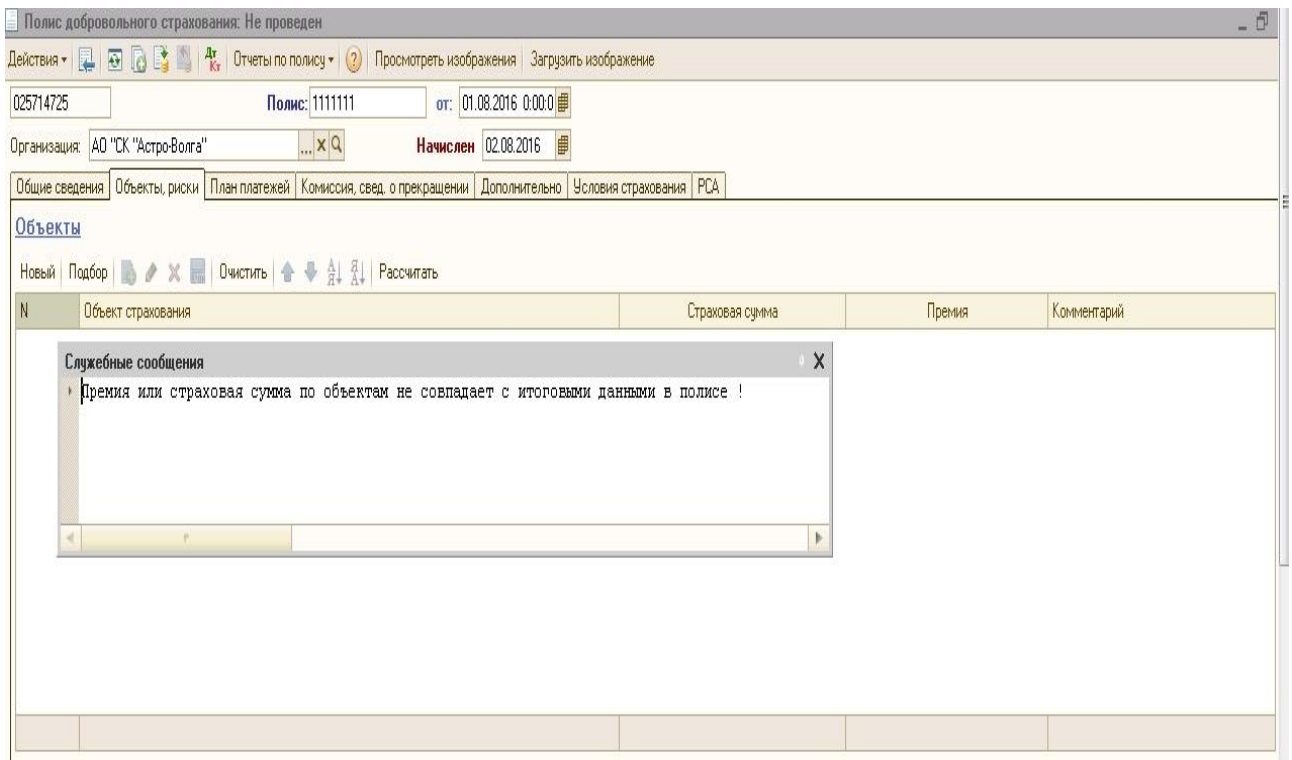 Полис добровольного страхования: Не проведен
Действия Дт Кт Отчеты по полису ? Просмотреть изображения Загрузить изображение
025714725 Полис: 1111111 от: 01.08.2016 0:00:0
Организация: АО "СК "Астро-Волга" ... x Начислен 02.08.2016
Общие сведения Объекты, риски План платежей Комиссия, свед. о прекращении Дополнительно Условия страхования РСА
Объекты
Новый Подбор Очистить А Я Я А Рассчитать
N Объект страхования Страховая сумма Премия Комментарий
Служебные сообщения X
Премия или страховая сумма по объектам не совпадает с итоговыми данными в полисе !